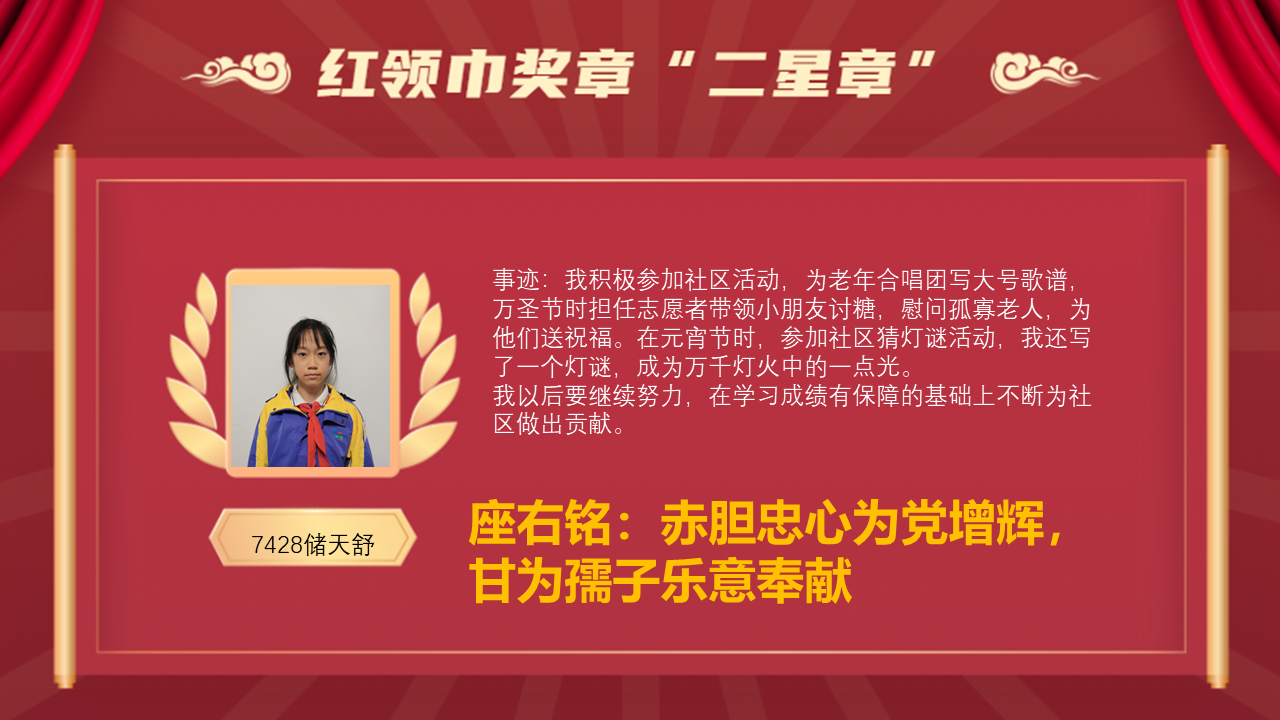 红领巾奖章“二星章”
事迹：我积极参加社区活动，为老年合唱团写大号歌谱，
万圣节时担任志愿者带领小朋友讨糖，慰问孤寡老人，为
他们送祝福。在元宵节时，参加社区猜灯谜活动，我还写
了一个灯谜，成为万千灯火中的一点光。
我以后要继续努力，在学习成绩有保障的基础上不断为社
区做出贡献。
7428储天舒
座右铭：赤胆忠心为党增辉，
甘为孺子乐意奉献